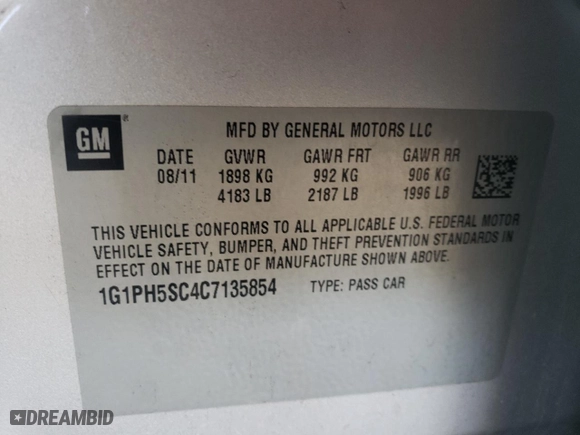 GM
MFD BY GENERAL MOTORS LLC
DATE GVWR GAWR FRT GAWR RR
08/11 1898 KG 992 KG 906 KG
4183 LB 2187 LB 1996 LB
THIS VEHICLE CONFORMS TO ALL APPLICABLE U.S. FEDERAL MOTOR
VEHICLE SAFETY, BUMPER, AND THEFT PREVENTION STANDARDS IN
EFFECT ON THE DATE OF MANUFACTURE SHOWN ABOVE.
1G1PH5SC4C7135854 TYPE: PASS CAR
DREAMBID